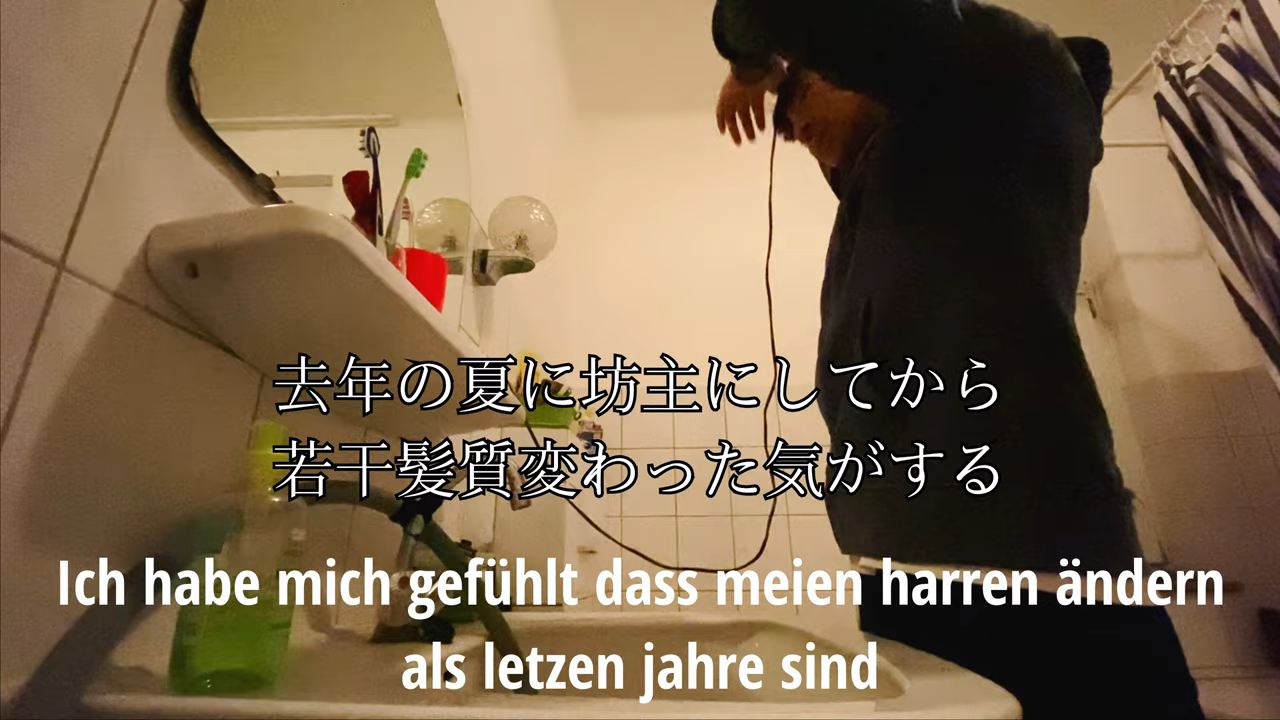 去年の夏に坊主にしてから
若干髪質変わった気がする
Ich habe mich gefühlt dass meien harren ändern
als letzen jahre sind